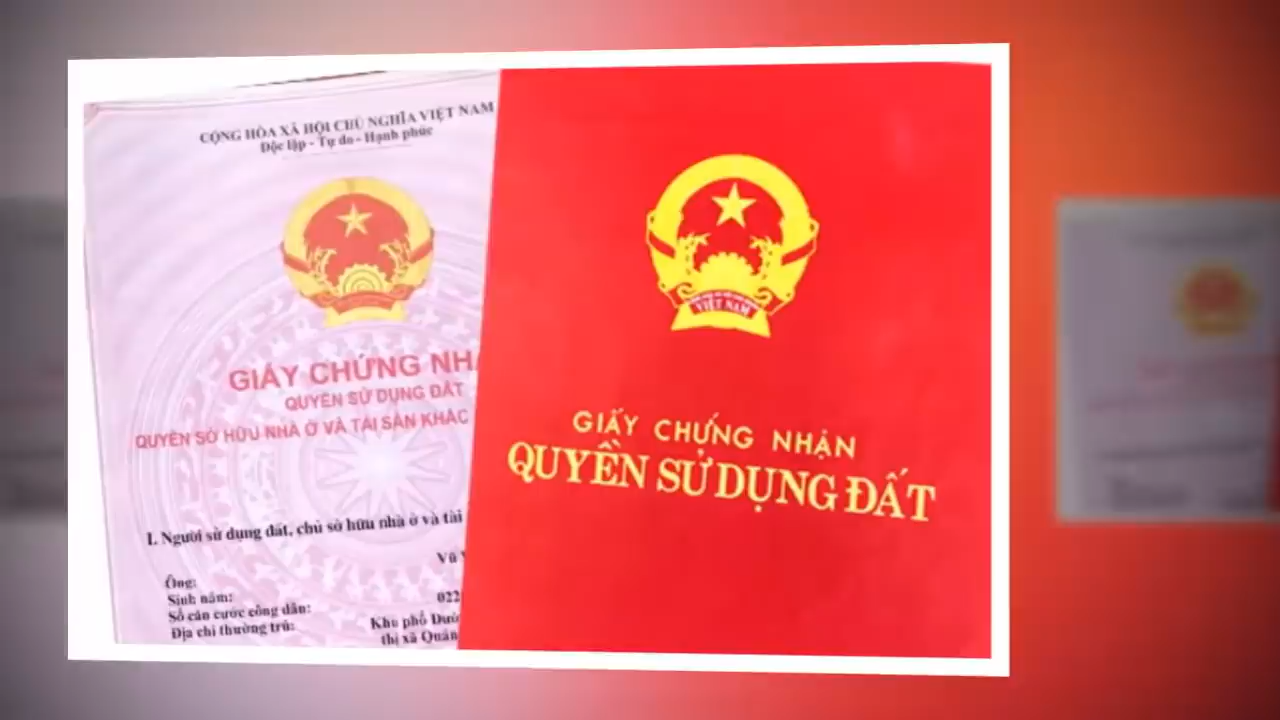 CỘNG HÒA XÃ HỘI CHỦ NGHĨA VIỆT NAM
Độc lập - Tự do - Hạnh phúc
GIẤY CHỨNG NHẬ
QUYỀN SỬ DỤNG ĐẤT
QUYỀN SỞ HỮU NHÀ Ở VÀ TÀI SẢN KHÁC
I. Người sử dụng đất, chủ sở hữu nhà ở và tài
Vũ
Ông:
Sinh năm:
022
Số căn cước công dân:
Địa chỉ thường trú:
Khu phố Đườ
thị xã Quản
VIỆT NAM
GIẤY CHỨNG NHẬN
QUYỀN SỬ DỤNG ĐẤT